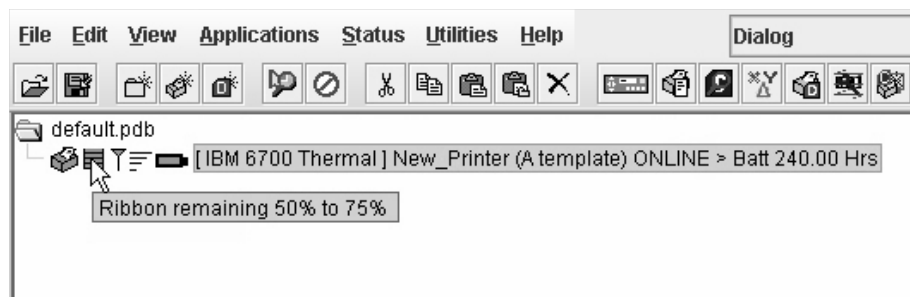 File Edit View Applications Status Utilities Help Dialog
default.pdb
[ IBM 6700 Thermal ] New_Printer (A template) ONLINE > Batt 240.00 Hrs
Ribbon remaining 50% to 75%